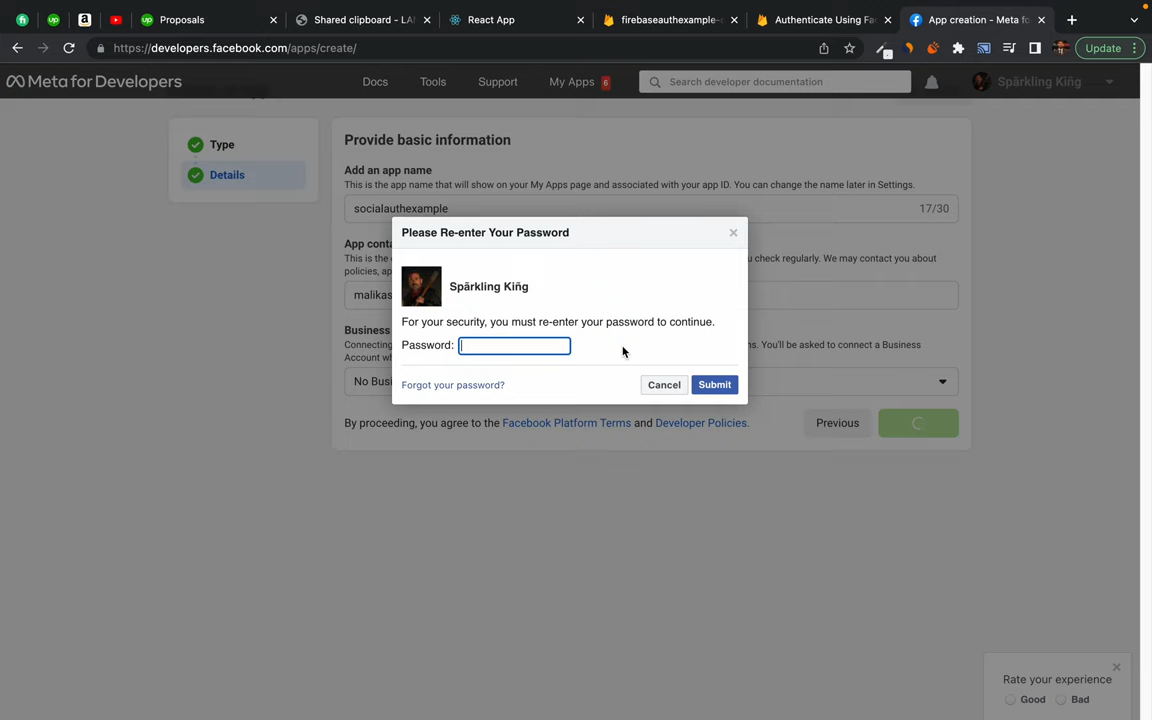 Proposals
Shared clipboard - LAN
React App
firebaseauthexample-
Authenticate Using Fac
App creation - Meta fo
https://developers.facebook.com/apps/create/
Update
Meta for Developers
Docs
Tools
Support
My Apps 6
Search developer documentation
Spãrkling Kiñg
Type
Details
Provide basic information
Add an app name
This is the app name that will show on your My Apps page and associated with your app ID. You can change the name later in Settings.
socialauthexample
17/30
App conta
This is the
u check regularly. We may contact you about
policies, ap
malikas
Business
Connecting
ns. You'll be asked to connect a Business
Account w
No Busi
Please Re-enter Your Password
Spãrkling Kiñg
For your security, you must re-enter your password to continue.
Password:
Forgot your password?
Cancel
Submit
By proceeding, you agree to the Facebook Platform Terms and Developer Policies.
Previous
Rate your experience
Good
Bad